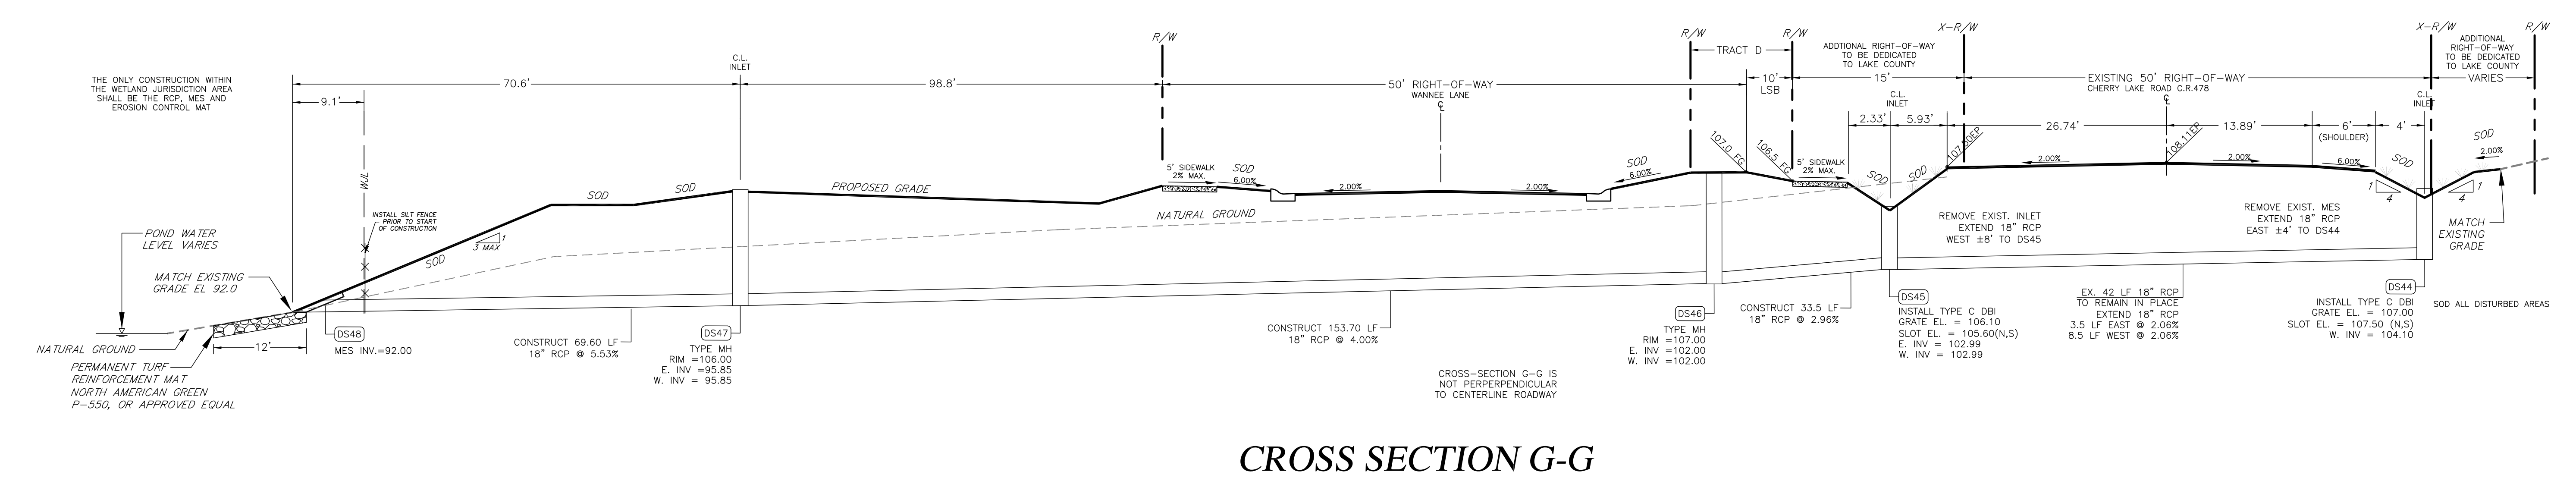 THE ONLY CONSTRUCTION WITHIN
THE WETLAND JURISDICTION AREA
SHALL BE THE RCP, MES AND
EROSION CONTROL MAT
70.6'
9.1'
C.L.
INLET
98.8'
R/W
50' RIGHT-OF-WAY
WANNEE LANE
R/W
TRACT D
R/W
10'
LSB
ADDTIONAL RIGHT-OF-WAY
TO BE DEDICATED
TO LAKE COUNTY
15'
X-R/W
EXISTING 50' RIGHT-OF-WAY
CHERRY LAKE ROAD C.R.478
X-R/W
ADDITIONAL
RIGHT-OF-WAY
TO BE DEDICATED
TO LAKE COUNTY
VARIES
R/W
C.L.
INLET
2.33'
5.93'
26.74'
13.89'
6'
(SHOULDER)
4'
C.L.
INLET
WJL
INSTALL SILT FENCE
PRIOR TO START
OF CONSTRUCTION
SOD
SOD
SOD
1
3 MAX
PROPOSED GRADE
NATURAL GROUND
5' SIDEWALK
2% MAX.
SOD
6.00%
2.00%
2.00%
SOD
6.00%
107.0 FG
106.5 FG
5' SIDEWALK
2% MAX.
SOD
SOD
107.50EP
2.00%
108.11EP
2.00%
6.00%
SOD
1
4
1
4
SOD
2.00%
POND WATER
LEVEL VARIES
MATCH EXISTING
GRADE EL 92.0
NATURAL GROUND
PERMANENT TURF
REINFORCEMENT MAT
NORTH AMERICAN GREEN
P-550, OR APPROVED EQUAL
12'
DS48
MES INV.=92.00
CONSTRUCT 69.60 LF
18" RCP @ 5.53%
DS47
TYPE MH
RIM =106.00
E. INV =95.85
W. INV = 95.85
CONSTRUCT 153.70 LF
18" RCP @ 4.00%
CROSS-SECTION G-G IS
NOT PERPERPENDICULAR
TO CENTERLINE ROADWAY
DS46
TYPE MH
RIM =107.00
E. INV =102.00
W. INV =102.00
CONSTRUCT 33.5 LF
18" RCP @ 2.96%
REMOVE EXIST. INLET
EXTEND 18" RCP
WEST ±8' TO DS45
DS45
INSTALL TYPE C DBI
GRATE EL. = 106.10
SLOT EL. = 105.60(N,S)
E. INV = 102.99
W. INV = 102.99
EX. 42 LF 18" RCP
TO REMAIN IN PLACE
EXTEND 18" RCP
3.5 LF EAST @ 2.06%
8.5 LF WEST @ 2.06%
REMOVE EXIST. MES
EXTEND 18" RCP
EAST ±4' TO DS44
DS44
INSTALL TYPE C DBI
GRATE EL. = 107.00
SLOT EL. = 107.50 (N,S)
W. INV = 104.10
MATCH
EXISTING
GRADE
SOD ALL DISTURBED AREAS
CROSS SECTION G-G